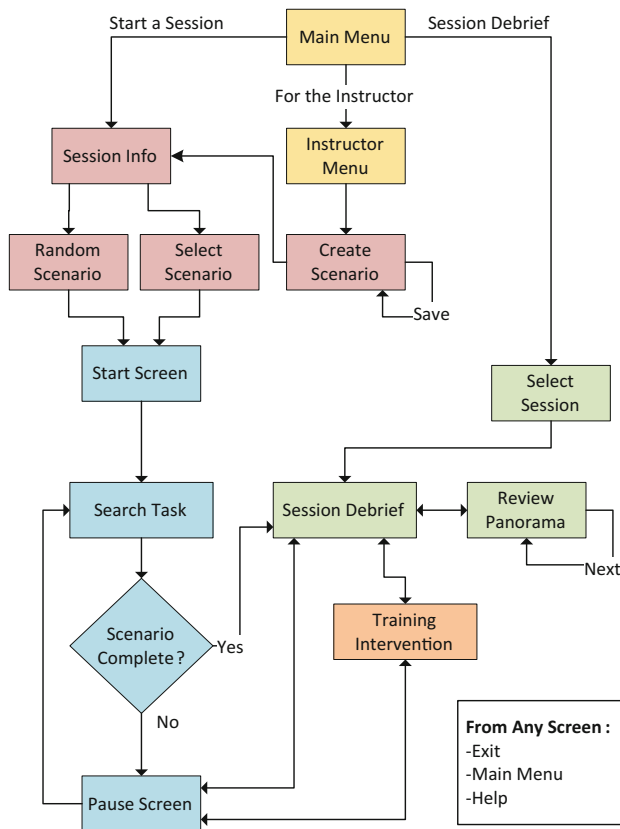 Start a Session
Main Menu
Session Debrief
For the Instructor
Session Info
Instructor
Menu
Random
Scenario
Select
Scenario
Create
Scenario
Save
Start Screen
Select
Session
Search Task
Session Debrief
Review
Panorama
Next
Scenario
Complete?
Yes
Training
Intervention
No
Pause Screen
From Any Screen :
-Exit
-Main Menu
-Help